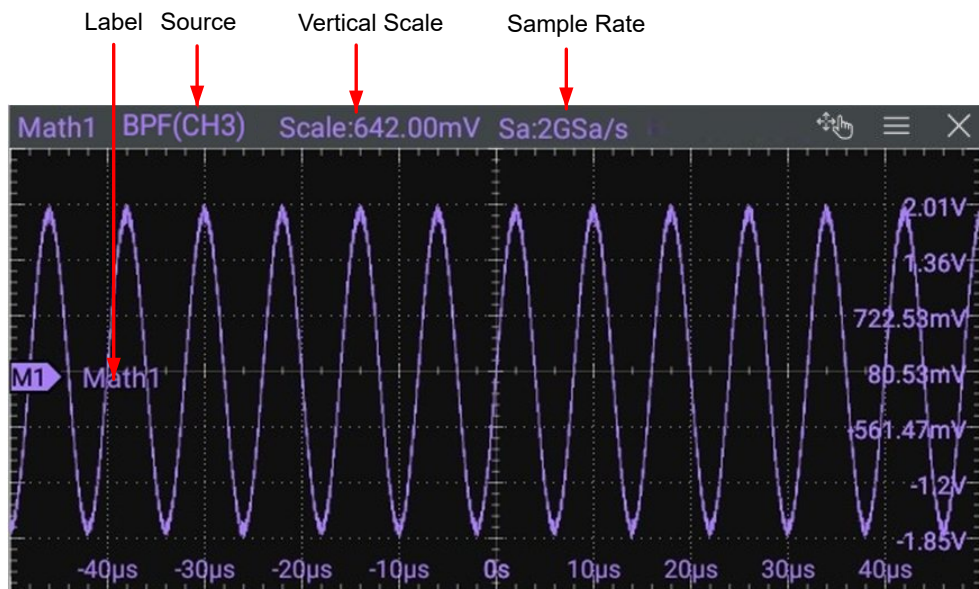 Label Source Vertical Scale Sample Rate
Math1 BPF(CH3) Scale:642.00mV Sa:2GSa/s
2.01V
1.36V
722.53mV
M1 Math1 80.53mV
-561.47mV
-1.2V
-1.85V
-40μs -30μs -20μs -10μs 0s 10μs 20μs 30μs 40μs